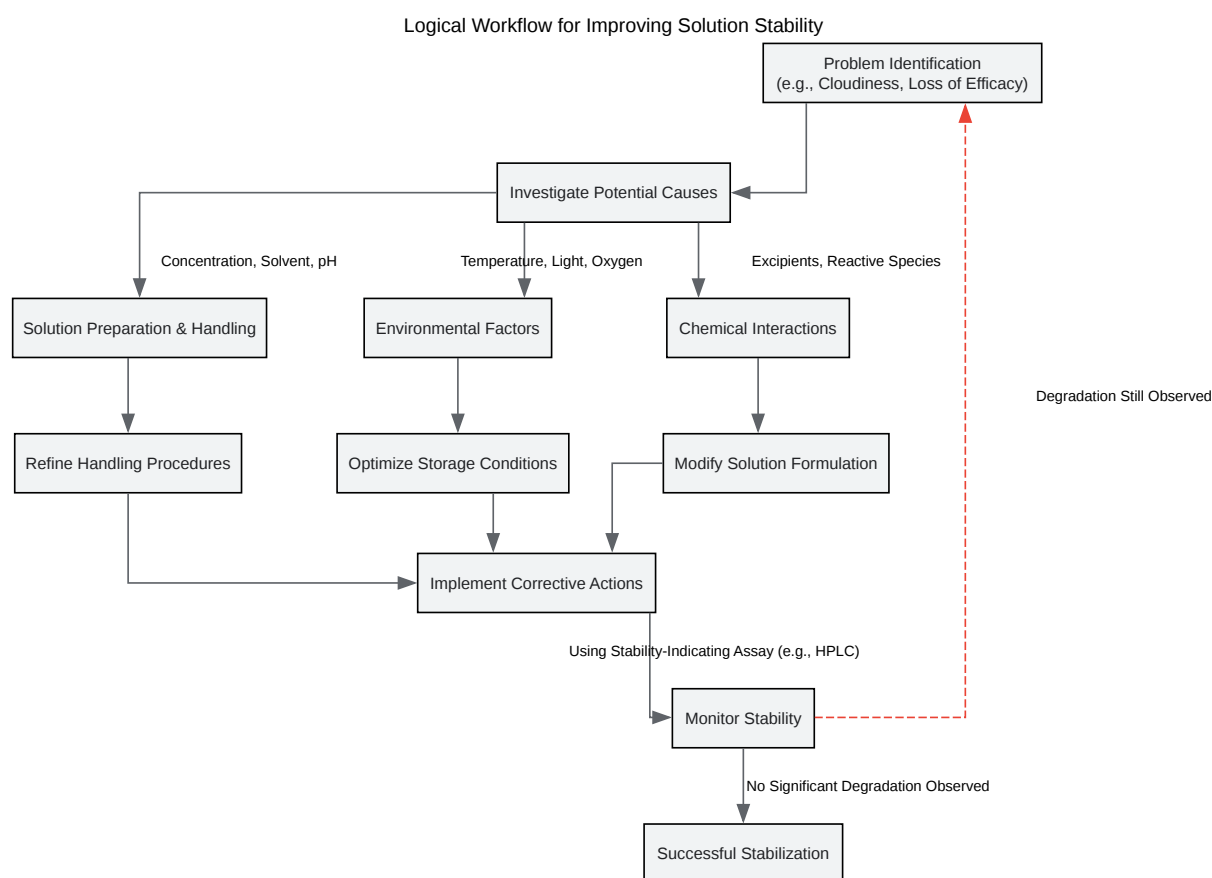 Logical Workflow for Improving Solution Stability
Problem Identification
(e.g., Cloudiness, Loss of Efficacy)
Investigate Potential Causes
Concentration, Solvent, pH
Temperature, Light, Oxygen
Excipients, Reactive Species
Solution Preparation & Handling
Environmental Factors
Chemical Interactions
Degradation Still Observed
Refine Handling Procedures
Optimize Storage Conditions
Modify Solution Formulation
Implement Corrective Actions
Using Stability-Indicating Assay (e.g., HPLC)
Monitor Stability
No Significant Degradation Observed
Successful Stabilization